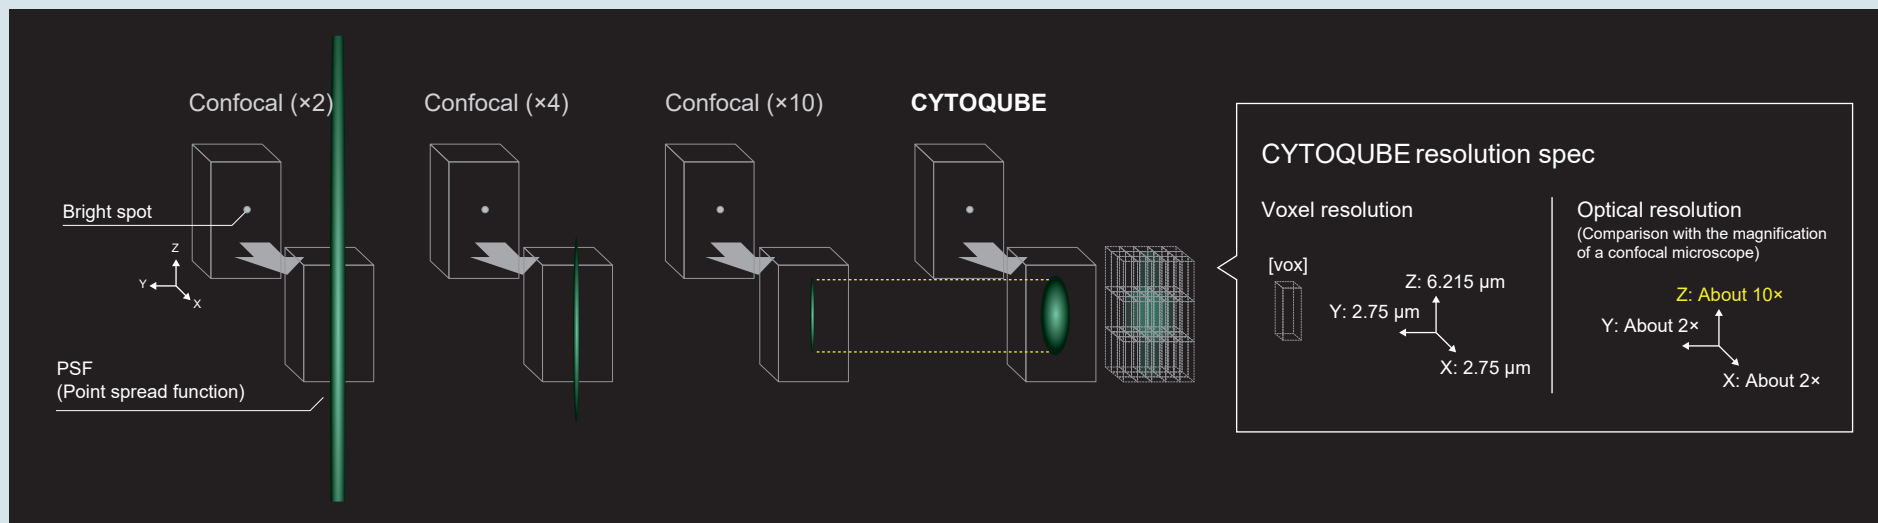 Confocal (×2)
Confocal (×4)
Confocal (×10)
CYTOQUBE
Bright spot
Z
Y
X
PSF
(Point spread function)
CYTOQUBE resolution spec
Voxel resolution
[vox]
Z: 6.215 μm
Y: 2.75 μm
X: 2.75 μm
Optical resolution
(Comparison with the magnification
of a confocal microscope)
Z: About 10×
Y: About 2×
X: About 2×